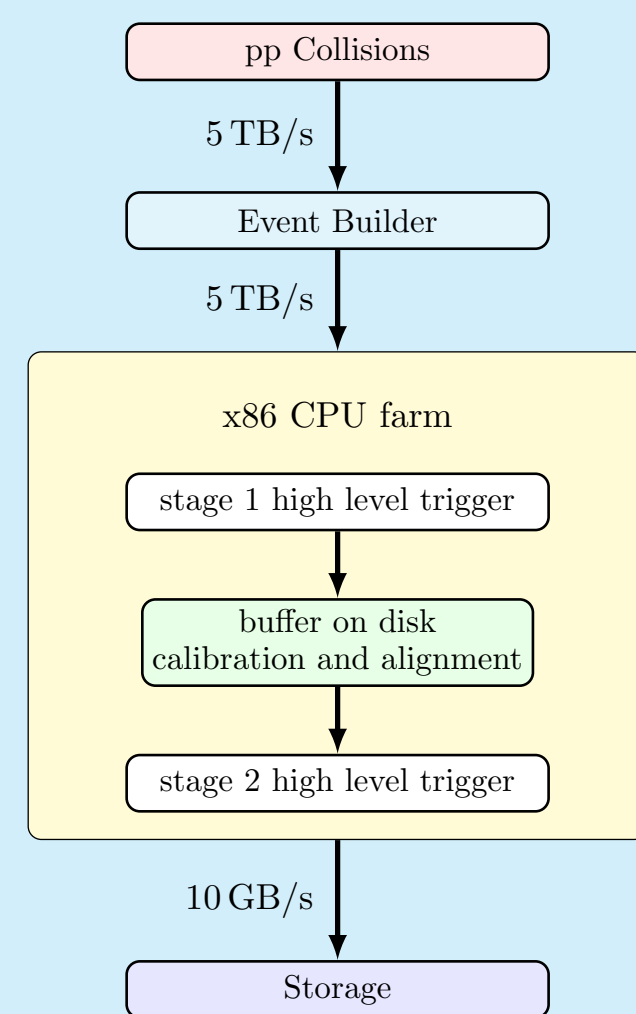 pp Collisions
5 TB/s
Event Builder
5 TB/s
x86 CPU farm
stage 1 high level trigger
buffer on disk
calibration and alignment
stage 2 high level trigger
10 GB/s
Storage